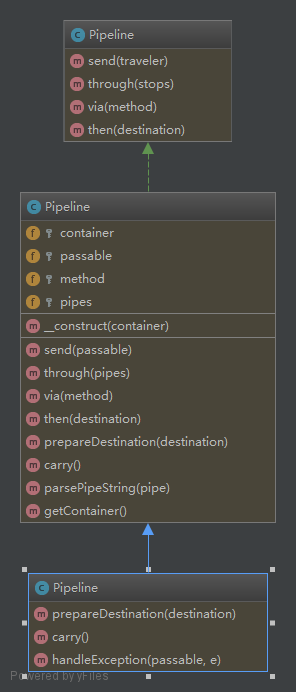 Pipeline
send(traveler)
through(stops)
via(method)
then(destination)
Pipeline
container
passable
method
pipes
__construct(container)
send(passable)
through(pipes)
via(method)
then(destination)
prepareDestination(destination)
carry()
parsePipeString(pipe)
getContainer()
Pipeline
prepareDestination(destination)
carry()
handleException(passable, e)
Powered by yFiles